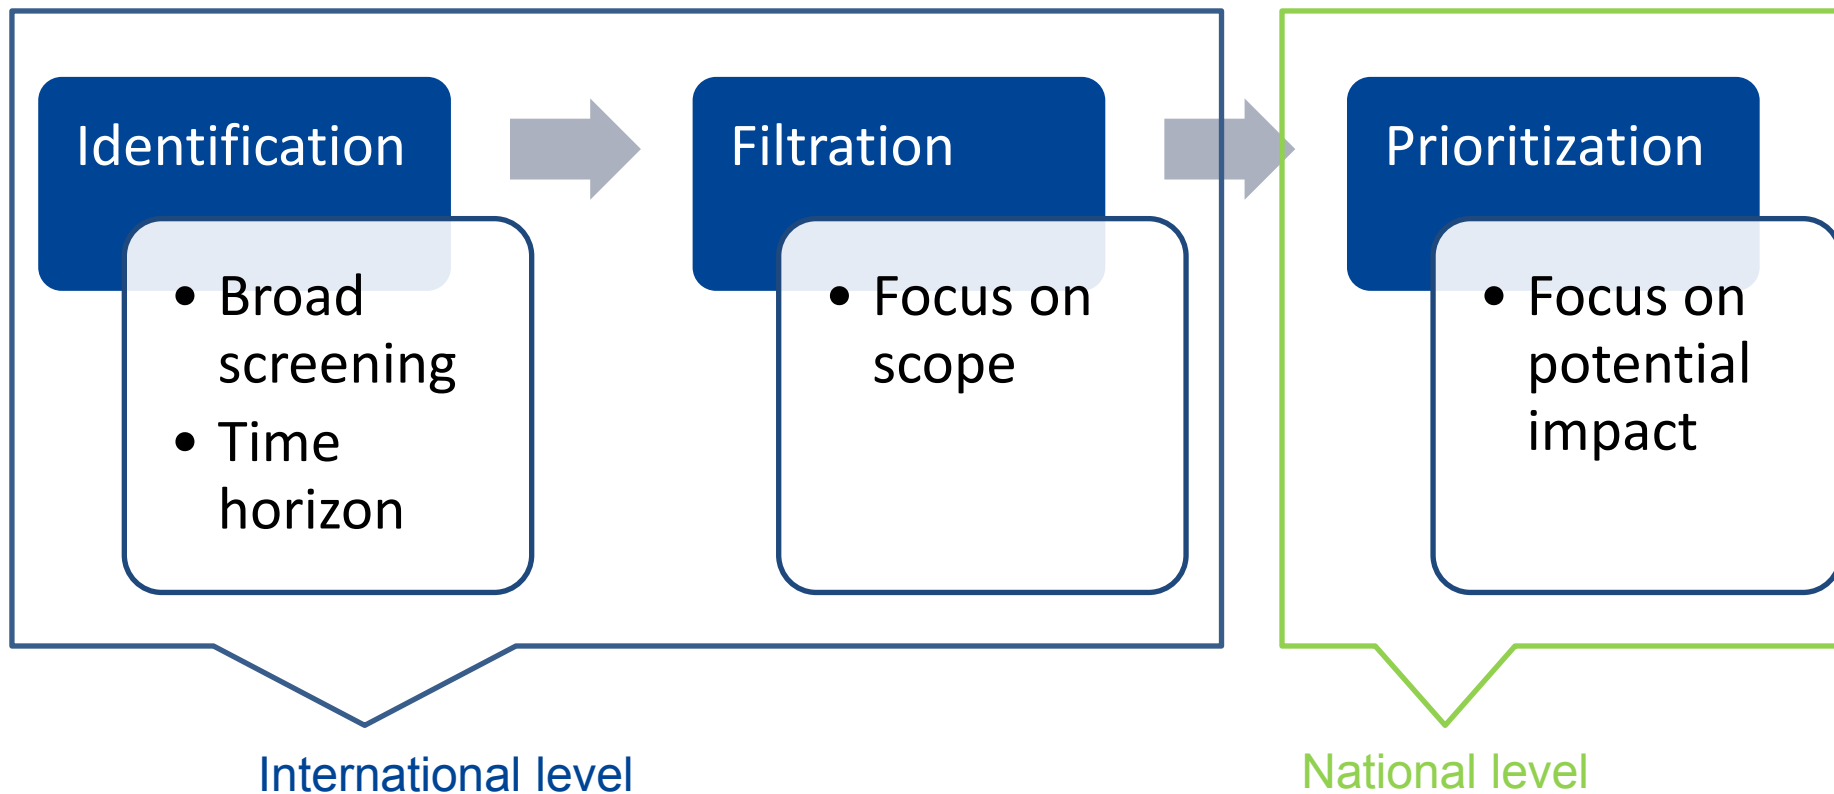 Identification
• Broad
screening
• Time
horizon
Filtration
• Focus on
scope
Prioritization
• Focus on
potential
impact
International level
National level